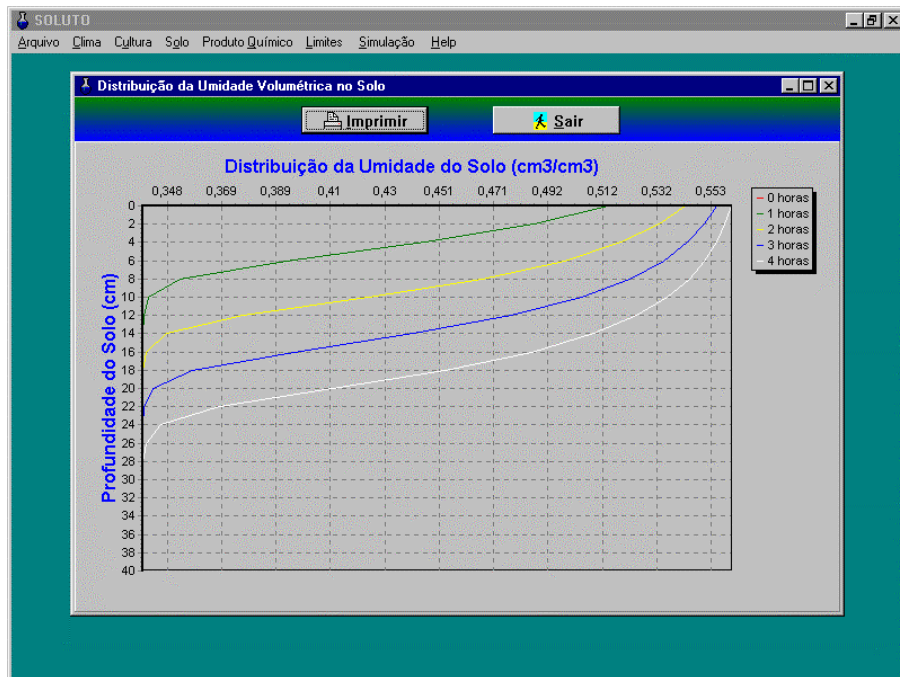 SOLUTO
Arquivo Clima Cultura Solo Produto Químico Limites Simulação Help
Distribuição da Umidade Volumétrica no Solo
Imprimir Sair
Distribuição da Umidade do Solo (cm3/cm3)
0,348 0,369 0,389 0,41 0,43 0,451 0,471 0,492 0,512 0,532 0,553
0 horas
1 horas
2 horas
3 horas
4 horas
Profundidade do Solo (cm)
0
2
4
6
8
10
12
14
16
18
20
22
24
26
28
30
32
34
36
38
40